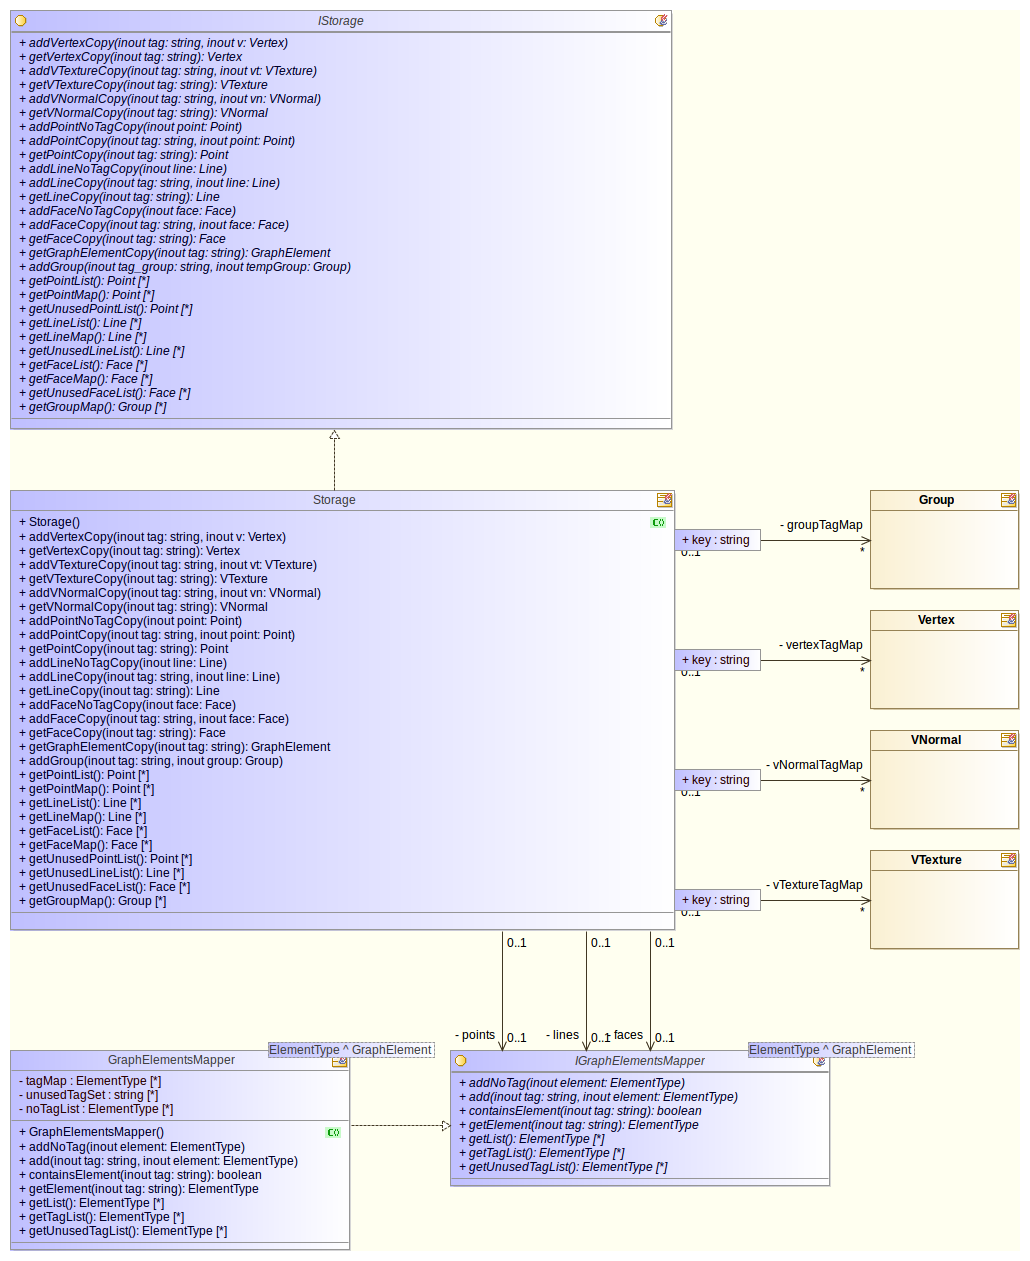 IStorage
+ addVertexCopy(inout tag: string, inout v: Vertex)
+ getVertexCopy(inout tag: string): Vertex
+ addVTextureCopy(inout tag: string, inout vt: VTexture)
+ getVTextureCopy(inout tag: string): VTexture
+ addVNormalCopy(inout tag: string, inout vn: VNormal)
+ getVNormalCopy(inout tag: string): VNormal
+ addPointNoTagCopy(inout point: Point)
+ addPointCopy(inout tag: string, inout point: Point)
+ getPointCopy(inout tag: string): Point
+ addLineNoTagCopy(inout line: Line)
+ addLineCopy(inout tag: string, inout line: Line)
+ getLineCopy(inout tag: string): Line
+ addFaceNoTagCopy(inout face: Face)
+ addFaceCopy(inout tag: string, inout face: Face)
+ getFaceCopy(inout tag: string): Face
+ getGraphElementCopy(inout tag: string): GraphElement
+ addGroup(inout tag_group: string, inout tempGroup: Group)
+ getPointList(): Point [*]
+ getPointMap(): Point [*]
+ getUnusedPointList(): Point [*]
+ getLineList(): Line [*]
+ getLineMap(): Line [*]
+ getUnusedLineList(): Line [*]
+ getFaceList(): Face [*]
+ getFaceMap(): Face [*]
+ getUnusedFaceList(): Face [*]
+ getGroupMap(): Group [*]
Storage
+ Storage()
+ addVertexCopy(inout tag: string, inout v: Vertex)
+ getVertexCopy(inout tag: string): Vertex
+ addVTextureCopy(inout tag: string, inout vt: VTexture)
+ getVTextureCopy(inout tag: string): VTexture
+ addVNormalCopy(inout tag: string, inout vn: VNormal)
+ getVNormalCopy(inout tag: string): VNormal
+ addPointNoTagCopy(inout point: Point)
+ addPointCopy(inout tag: string, inout point: Point)
+ getPointCopy(inout tag: string): Point
+ addLineNoTagCopy(inout line: Line)
+ addLineCopy(inout tag: string, inout line: Line)
+ getLineCopy(inout tag: string): Line
+ addFaceNoTagCopy(inout face: Face)
+ addFaceCopy(inout tag: string, inout face: Face)
+ getFaceCopy(inout tag: string): Face
+ getGraphElementCopy(inout tag: string): GraphElement
+ addGroup(inout tag: string, inout group: Group)
+ getPointList(): Point [*]
+ getPointMap(): Point [*]
+ getLineList(): Line [*]
+ getLineMap(): Line [*]
+ getFaceList(): Face [*]
+ getFaceMap(): Face [*]
+ getUnusedPointList(): Point [*]
+ getUnusedLineList(): Line [*]
+ getUnusedFaceList(): Face [*]
+ getGroupMap(): Group [*]
+ key : string
0..1
- groupTagMap
*
Group
+ key : string
0..1
- vertexTagMap
*
Vertex
+ key : string
0..1
- vNormalTagMap
*
VNormal
+ key : string
0..1
- vTextureTagMap
*
VTexture
0..1
0..1
0..1
- points
0..1
- lines
0..1
- faces
0..1
ElementType ^ GraphElement
GraphElementsMapper
- tagMap : ElementType [*]
- unusedTagSet : string [*]
- noTagList : ElementType [*]
+ GraphElementsMapper()
+ addNoTag(inout element: ElementType)
+ add(inout tag: string, inout element: ElementType)
+ containsElement(inout tag: string): boolean
+ getElement(inout tag: string): ElementType
+ getList(): ElementType [*]
+ getTagList(): ElementType [*]
+ getUnusedTagList(): ElementType [*]
ElementType ^ GraphElement
IGraphElementsMapper
+ addNoTag(inout element: ElementType)
+ add(inout tag: string, inout element: ElementType)
+ containsElement(inout tag: string): boolean
+ getElement(inout tag: string): ElementType
+ getList(): ElementType [*]
+ getTagList(): ElementType [*]
+ getUnusedTagList(): ElementType [*]